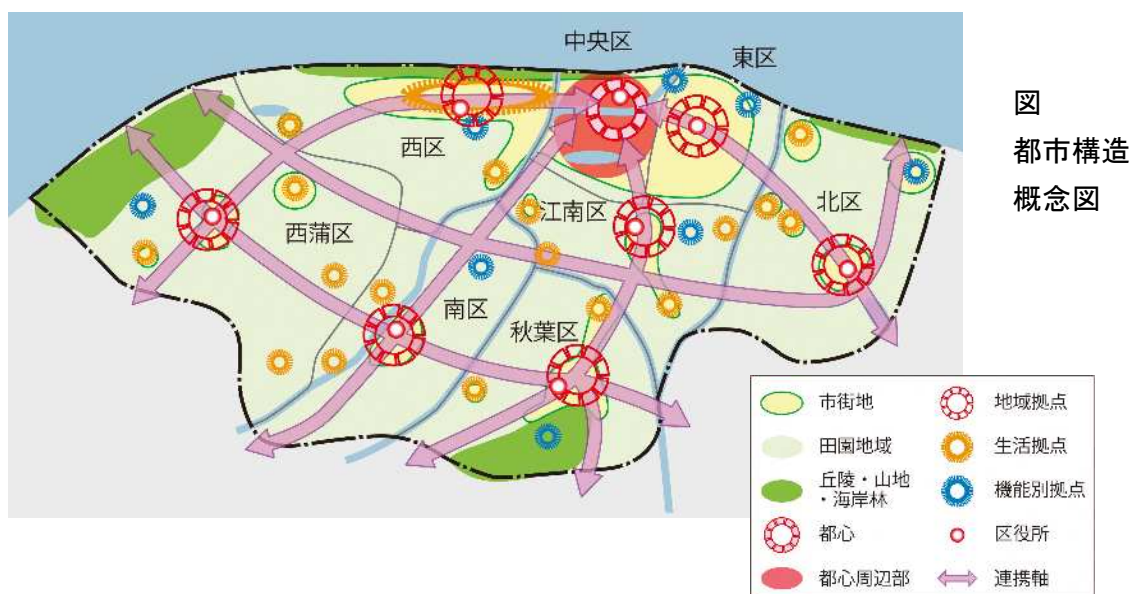 中央区
東区
図
都市構造
概念図
西区
江南区
北区
西蒲区
南区
秋葉区
市街地
地域拠点
田園地域
生活拠点
丘陵・山地
・海岸林
機能別拠点
都心
区役所
都心周辺部
連携軸